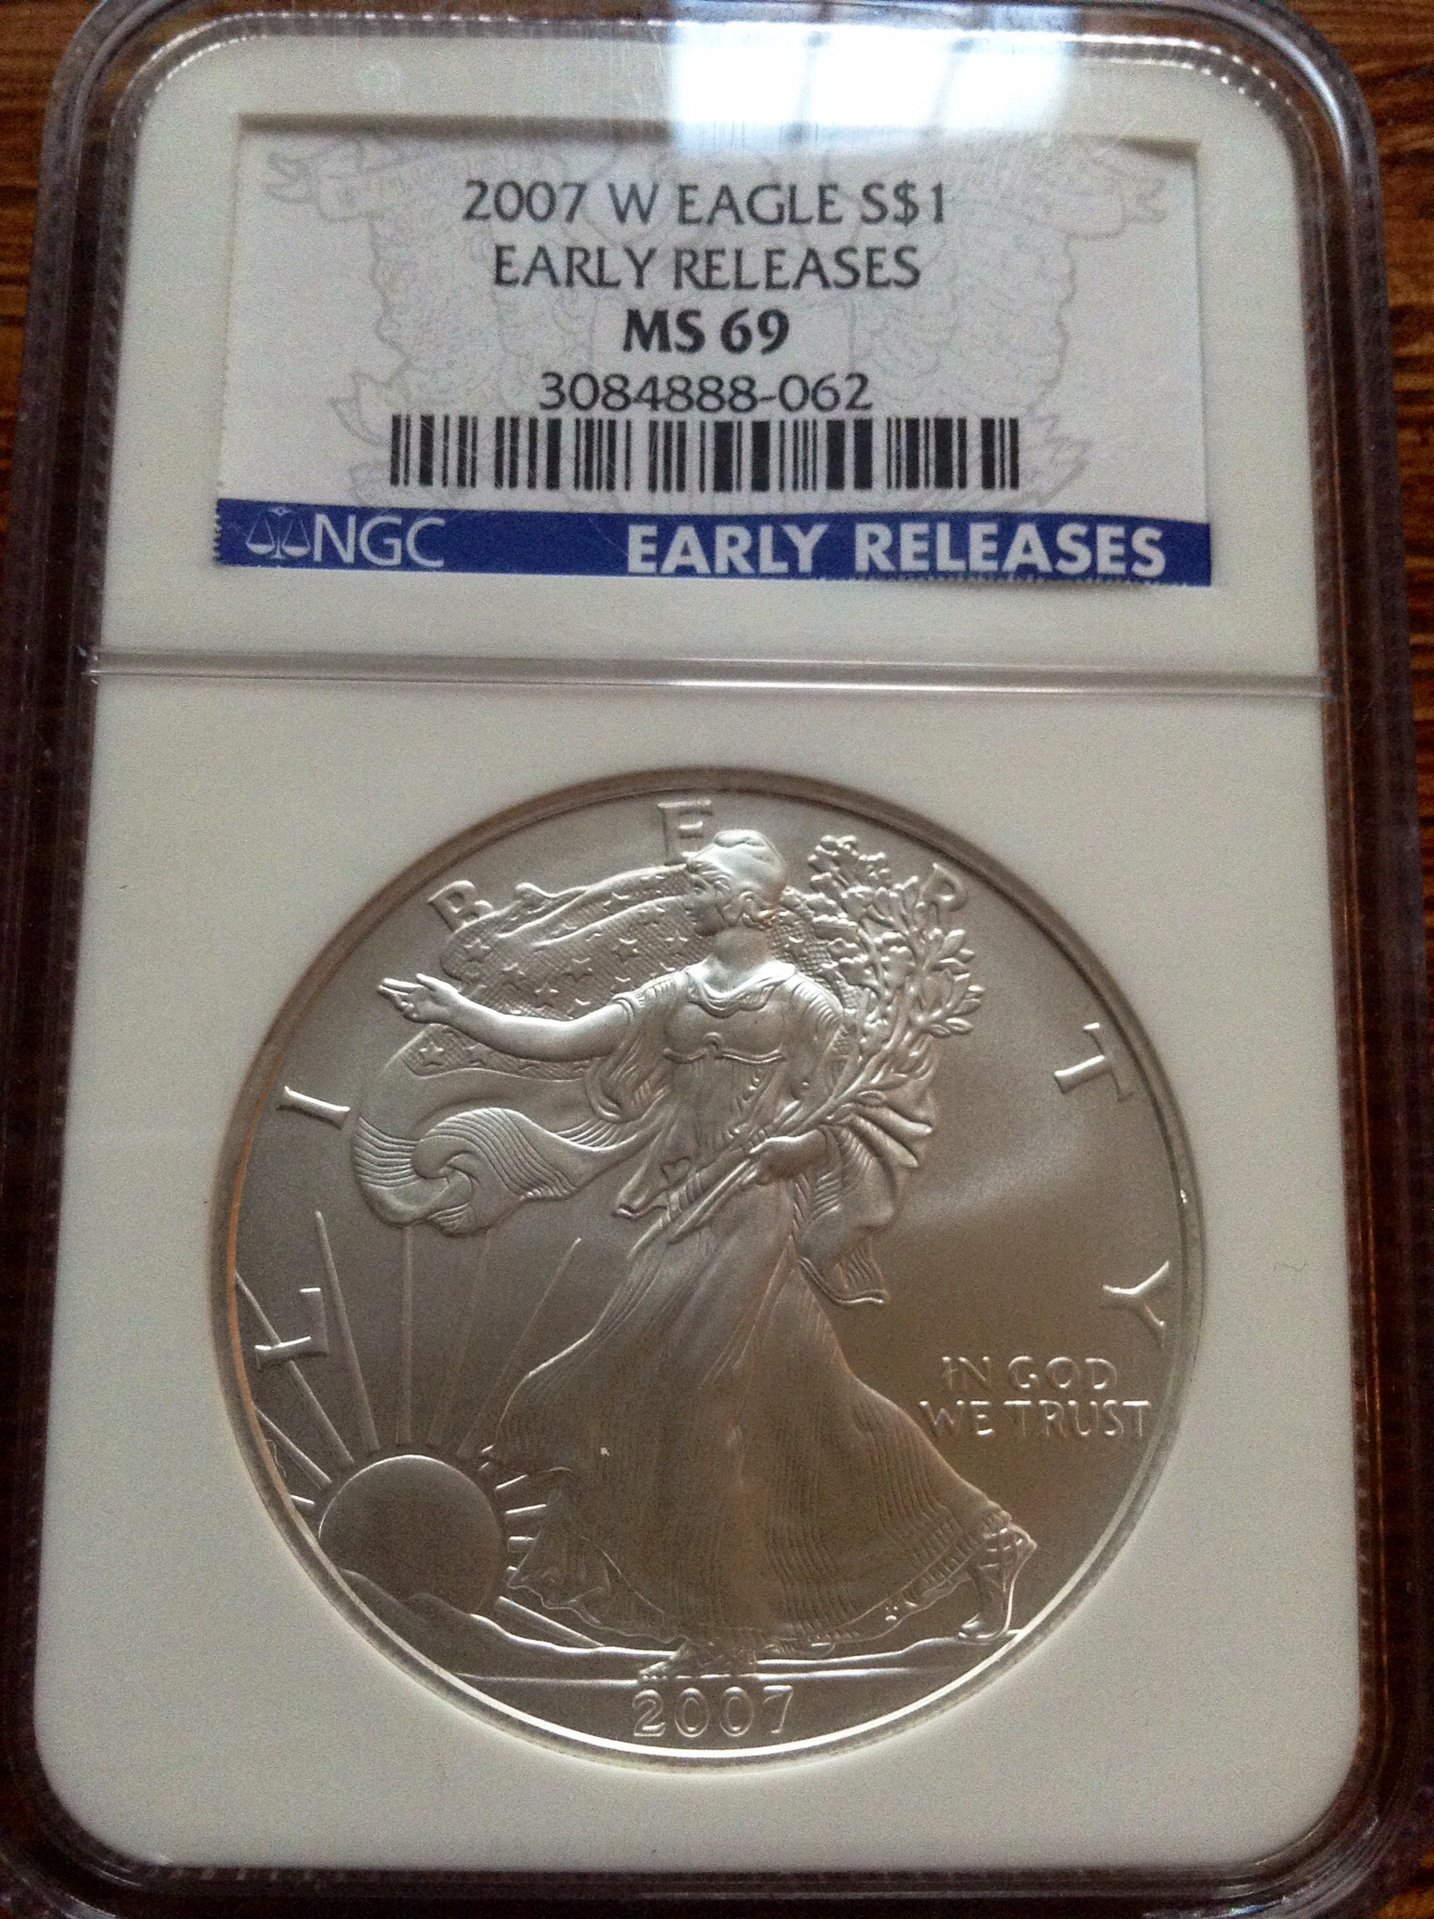 2007 W EAGLE S$1
EARLY RELEASES
MS 69
3084888-062
NGC EARLY RELEASES
LIBERTY
IN GOD
WE TRUST
2007